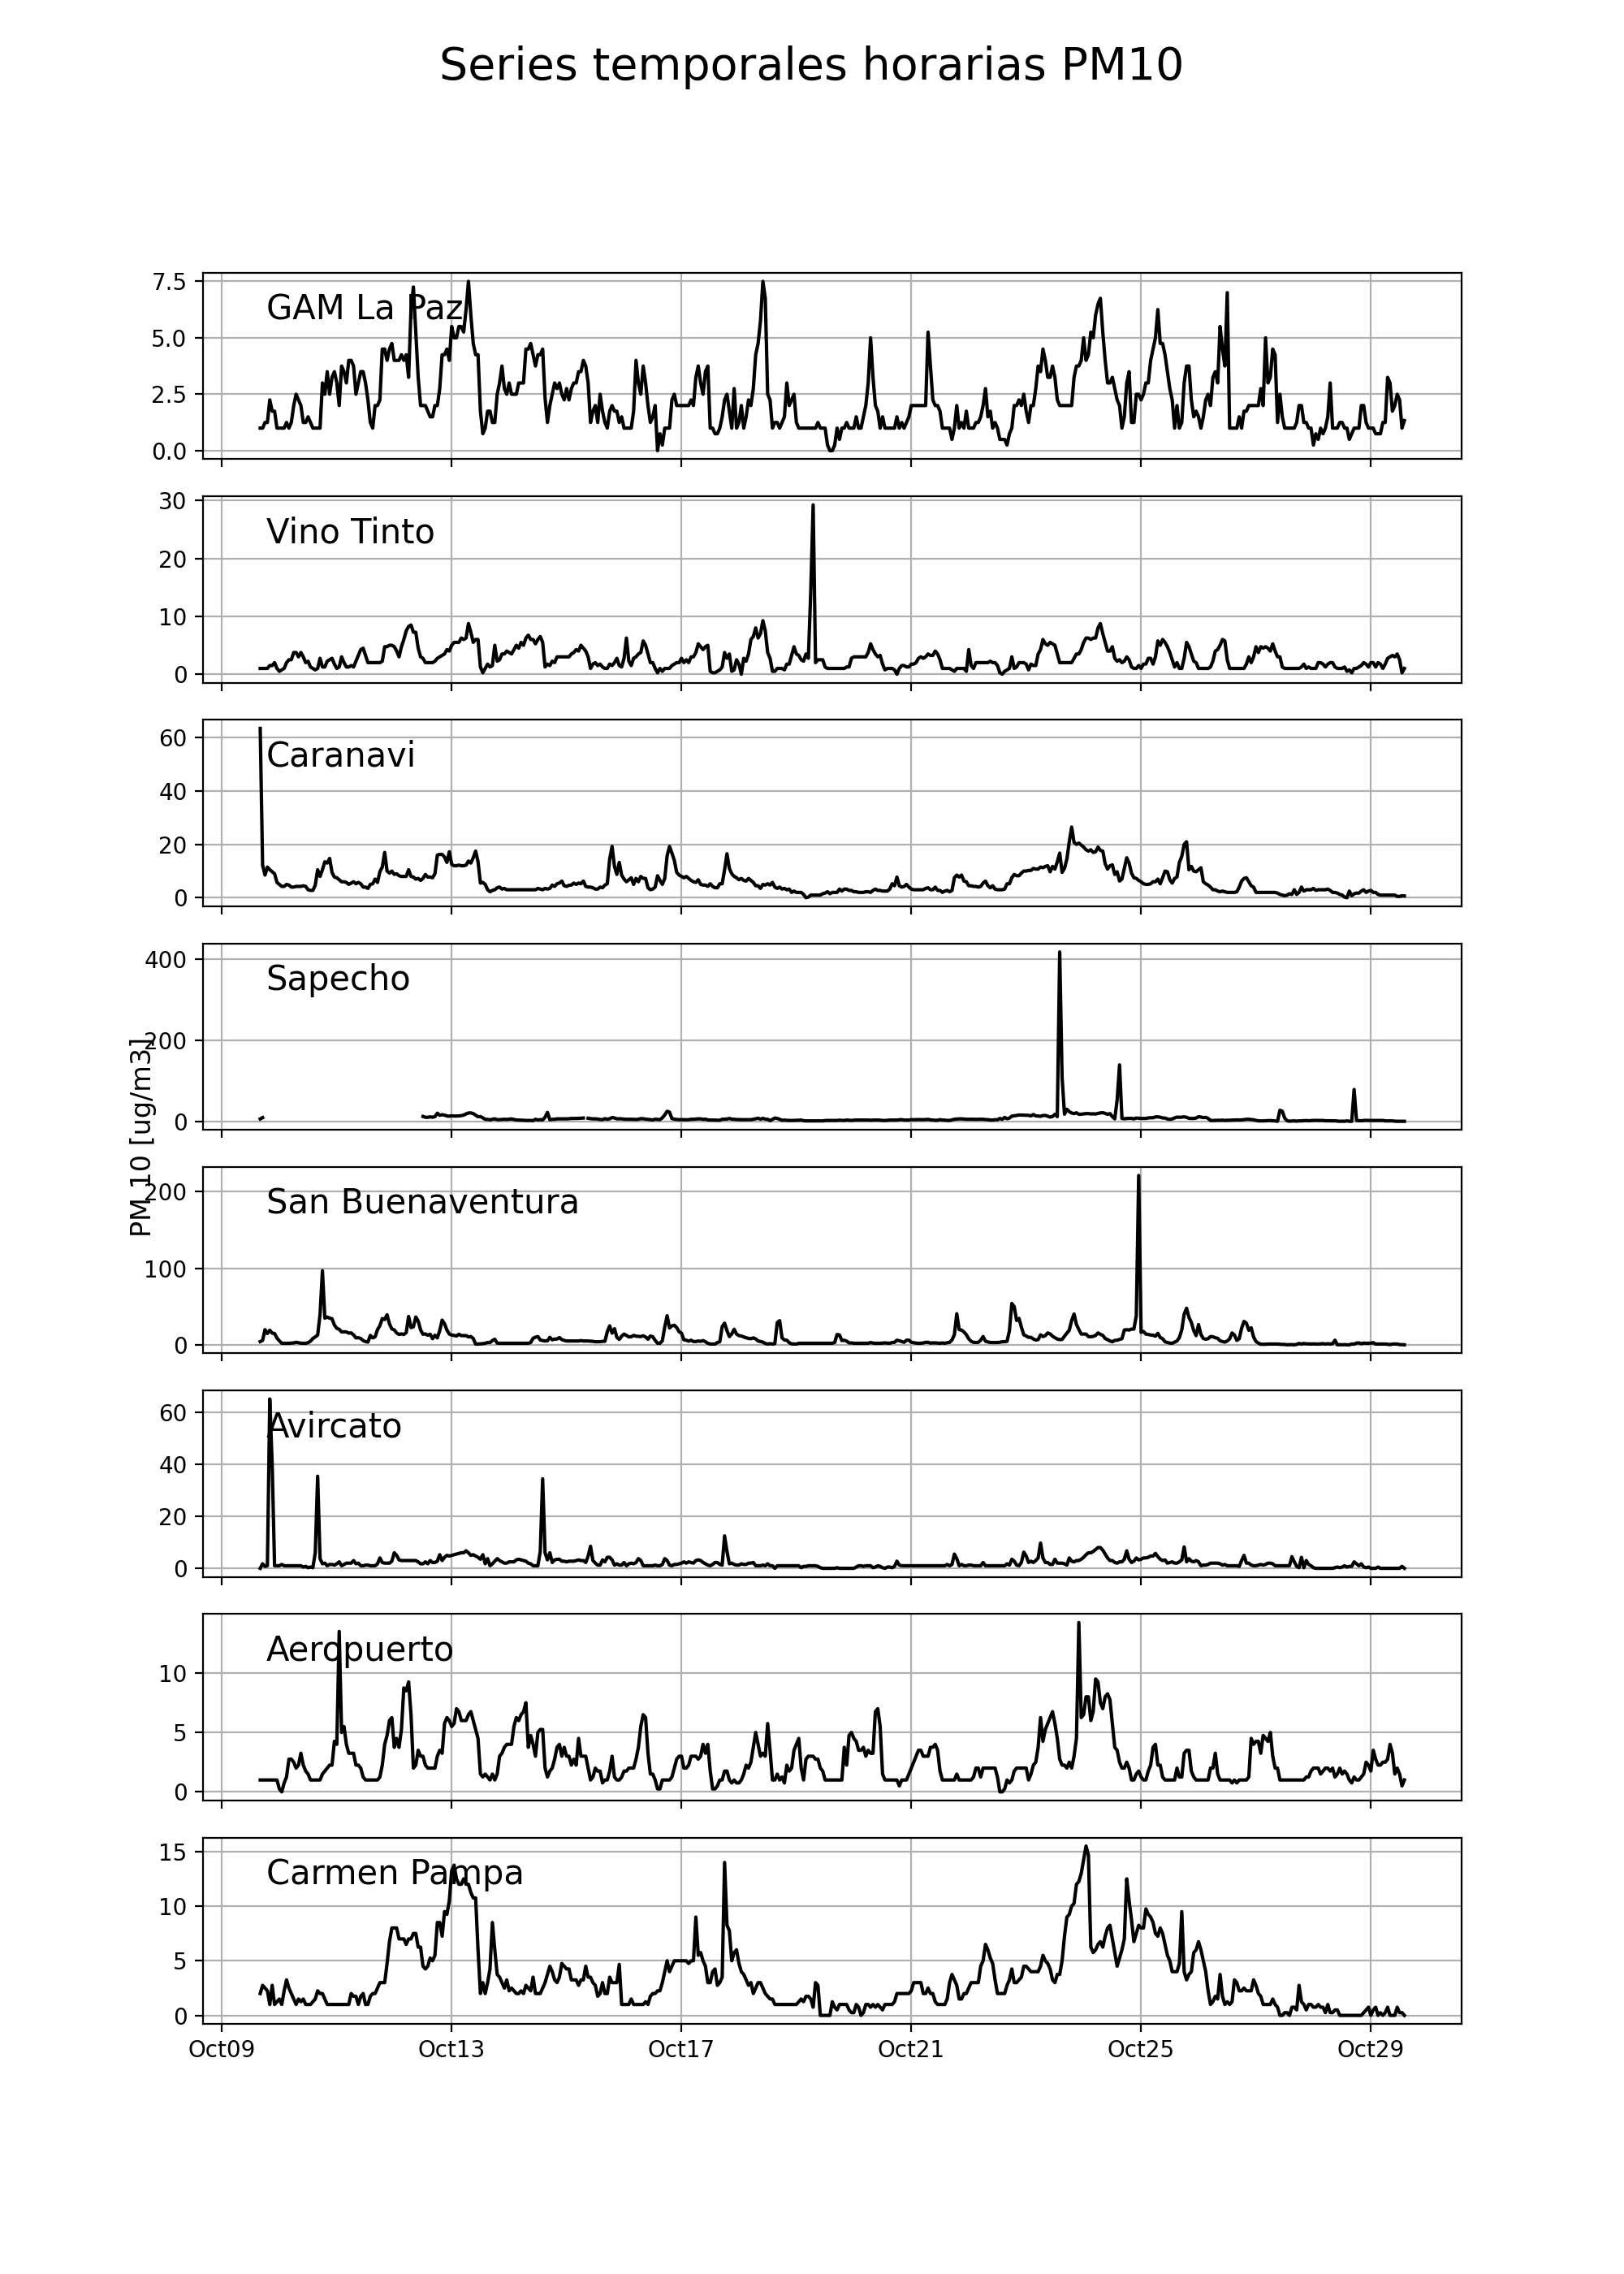 Series temporales horarias PM10
7.5
5.0
2.5
0.0
GAM La Paz
30
20
10
0
Vino Tinto
60
40
20
0
Caranavi
PM 10 [ug/m3]
400
200
0
Sapecho
200
100
0
San Buenaventura
60
40
20
0
Avircato
10
5
0
Aeropuerto
15
10
5
0
Carmen Pampa
Oct09 Oct13 Oct17 Oct21 Oct25 Oct29